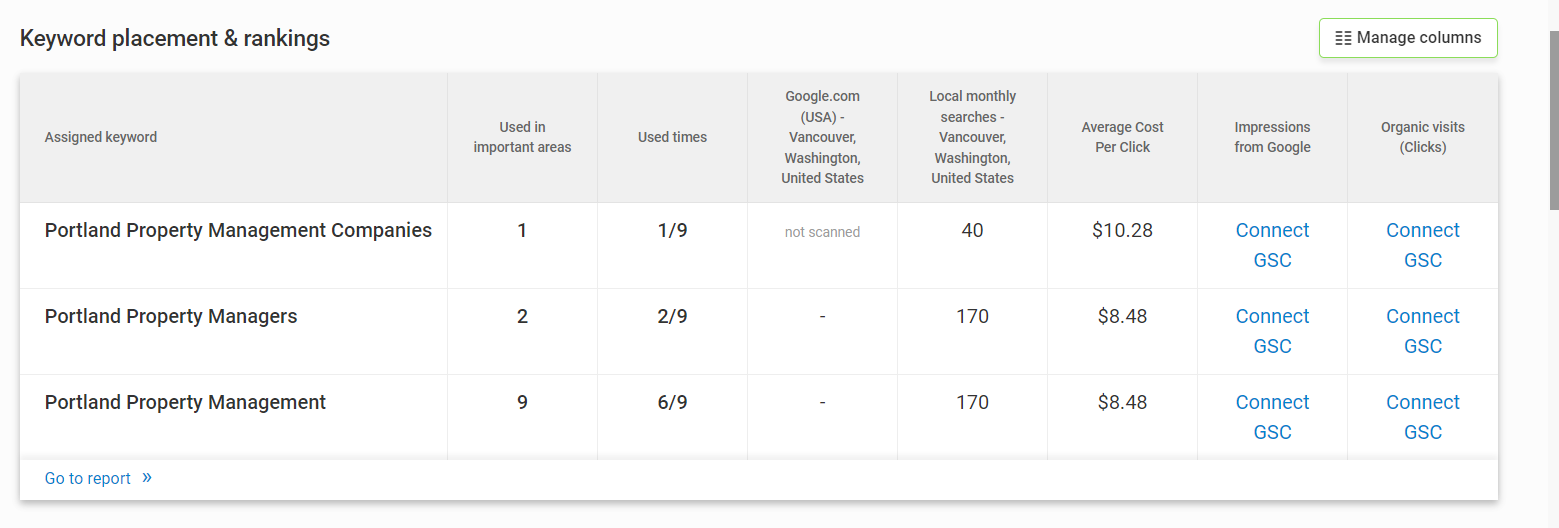 Keyword placement & rankings
Manage columns
Assigned keyword
Used in
important areas
Used times
Google.com
(USA) -
Vancouver,
Washington,
United States
Local monthly
searches -
Vancouver,
Washington,
United States
Average Cost
Per Click
Impressions
from Google
Organic visits
(Clicks)
Portland Property Management Companies
1
1/9
not scanned
40
$10.28
Connect
GSC
Connect
GSC
Portland Property Managers
2
2/9
-
170
$8.48
Connect
GSC
Connect
GSC
Portland Property Management
9
6/9
-
170
$8.48
Connect
GSC
Connect
GSC
Go to report »